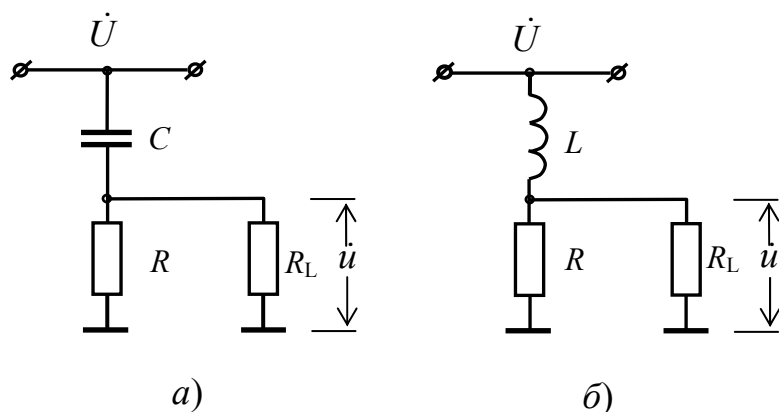 U̇ U̇
C L
R R_L u̇ R R_L u̇
а) б)